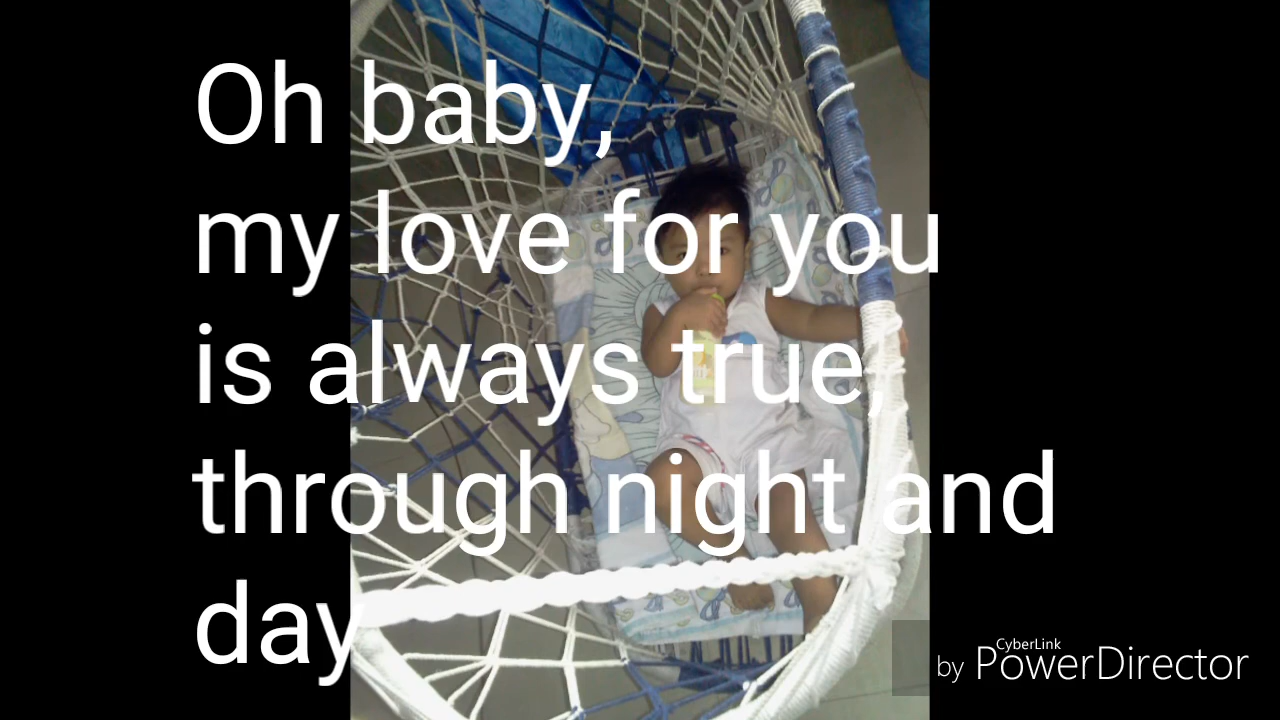 Oh baby,
my love for you
is always true,
through night and
day
CyberLink
by PowerDirector